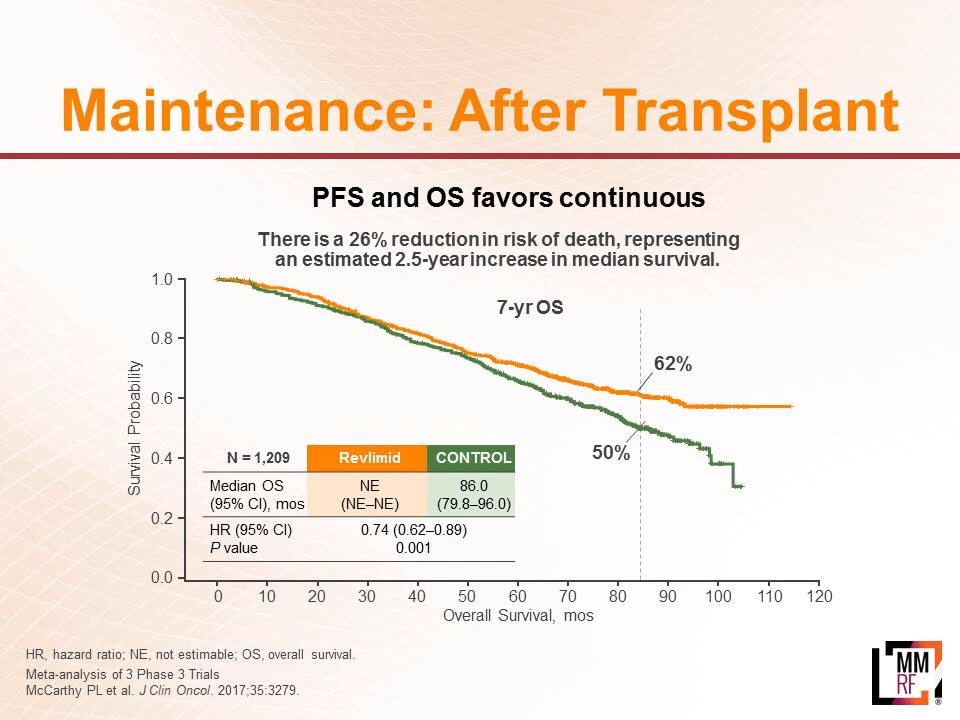 Maintenance: After Transplant
PFS and OS favors continuous
There is a 26% reduction in risk of death, representing
an estimated 2.5-year increase in median survival.
7-yr OS
62%
50%
Survival Probability
1.0
0.8
0.6
0.4
0.2
0.0
N = 1,209 Revlimid CONTROL
Median OS NE 86.0
(95% CI), mos (NE–NE) (79.8–96.0)
HR (95% CI) 0.74 (0.62–0.89)
P value 0.001
0 10 20 30 40 50 60 70 80 90 100 110 120
Overall Survival, mos
HR, hazard ratio; NE, not estimable; OS, overall survival.
Meta-analysis of 3 Phase 3 Trials
McCarthy PL et al. J Clin Oncol. 2017;35:3279.
MM
RF
®